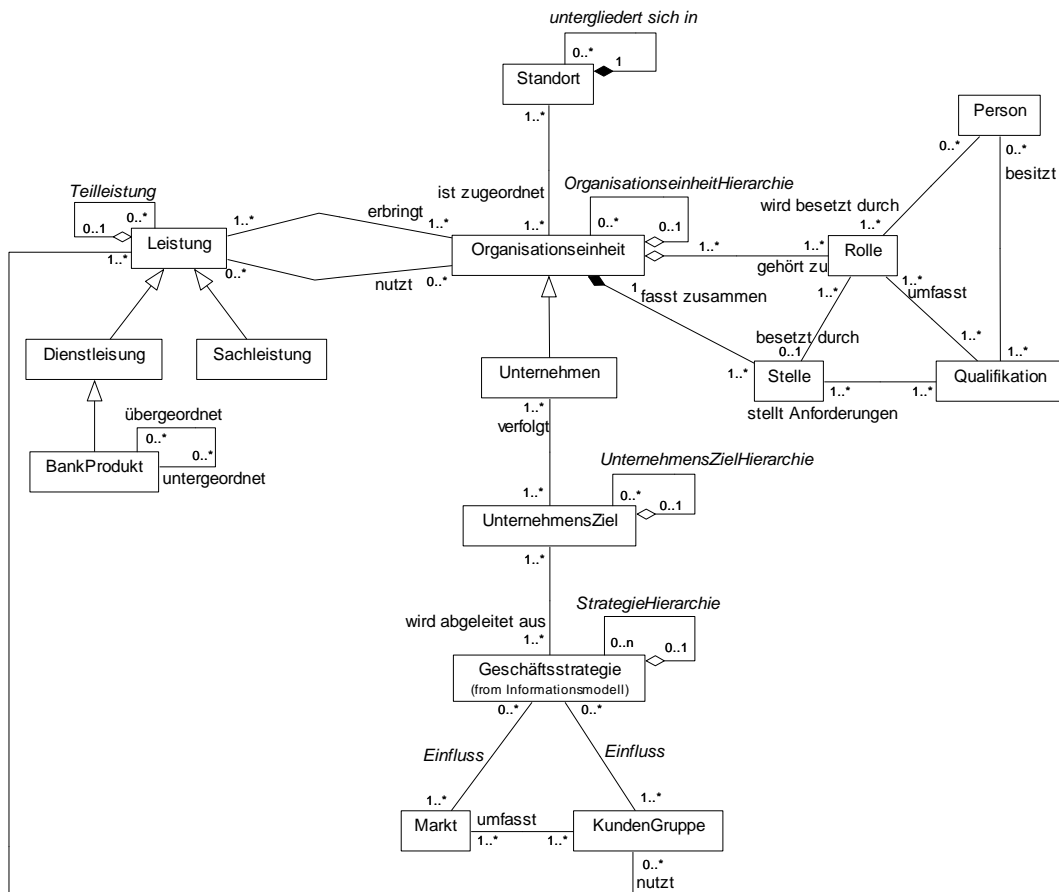 untergliedert sich in
0..*
1
Standort
1..*
Person
0..*
0..*
besitzt
Teilleistung
0..*
0..1
Leistung
1..*
1..*
0..*
erbringt
nutzt
ist zugeordnet
1..*
1..*
0..*
OrganisationseinheitHierarchie
0..*
0..1
Organisationseinheit
1..*
1..*
gehört zu
wird besetzt durch
1..*
Rolle
1..*
umfasst
1..*
1
fasst zusammen
besetzt durch
0..1
1..*
Stelle
1..*
1..*
stellt Anforderungen
1..*
1..*
Qualifikation
Dienstleisung
Sachleistung
übergeordnet
0..*
0..*
BankProdukt
untergeordnet
Unternehmen
1..*
verfolgt
1..*
UnternehmensZielHierarchie
0..*
0..1
UnternehmensZiel
1..*
wird abgeleitet aus
1..*
StrategieHierarchie
0..n
0..1
Geschäftsstrategie
(from Informationsmodell)
0..*
0..*
Einfluss
Einfluss
1..*
1..*
Markt
umfasst
1..*
1..*
KundenGruppe
0..*
nutzt